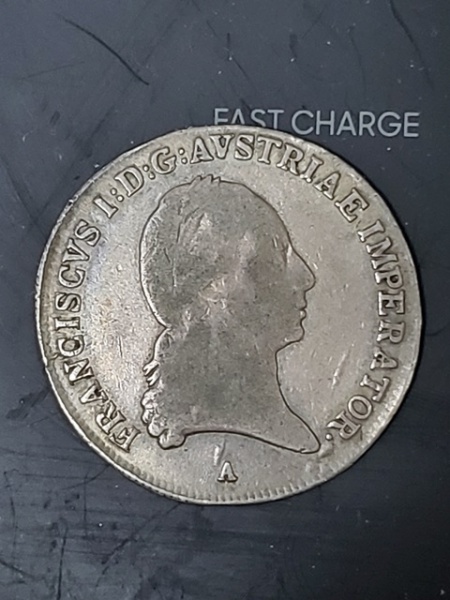 FAST CHARGE
FRANCISCVS I:D:G:AVSTRIAE IMPERATOR.
A